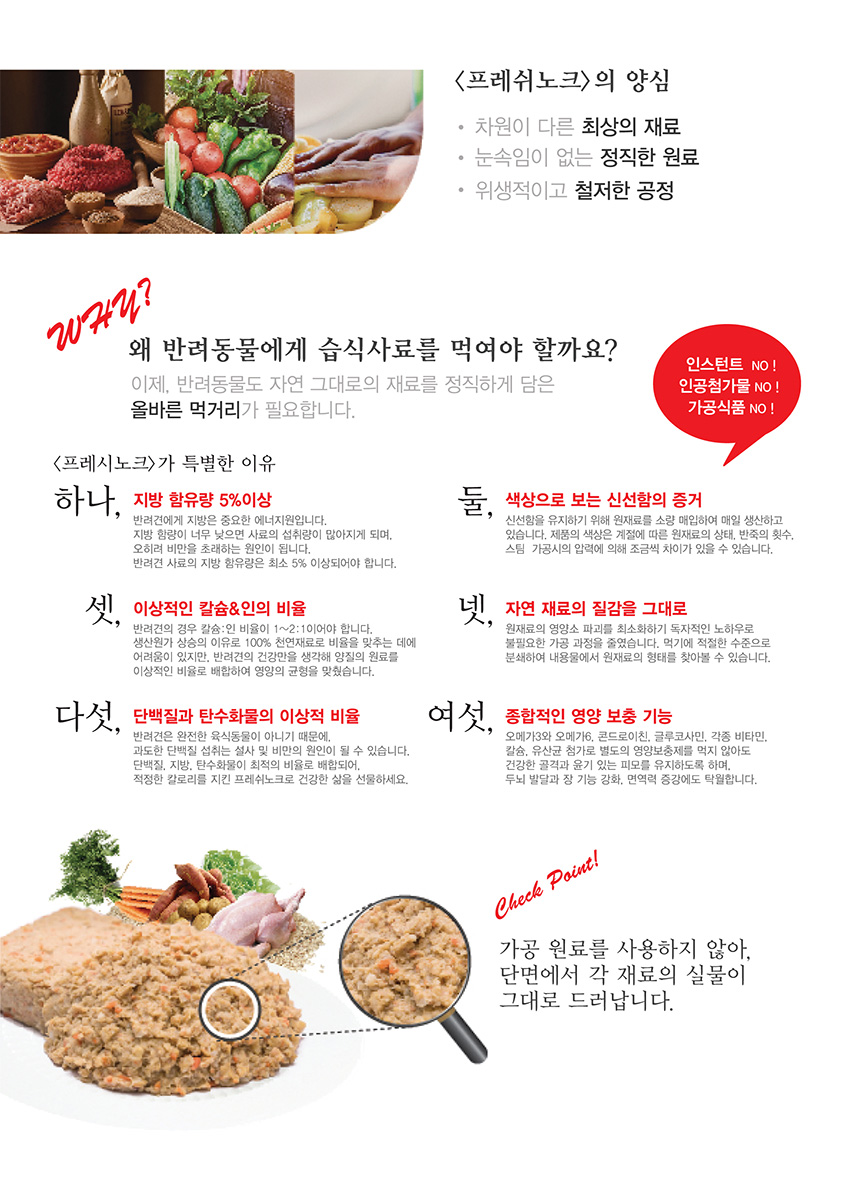 <프레쉬노크>의 양심
• 차원이 다른 최상의 재료
• 눈속임이 없는 정직한 원료
• 위생적이고 철저한 공정
WHY?
왜 반려동물에게 습식사료를 먹여야 할까요?
이제, 반려동물도 자연 그대로의 재료를 정직하게 담은
올바른 먹거리가 필요합니다.
인스턴트 NO !
인공첨가물 NO !
가공식품 NO !
<프레시노크>가 특별한 이유
하나, 지방 함유량 5%이상
반려견에게 지방은 중요한 에너지원입니다.
지방 함량이 너무 낮으면 사료의 섭취량이 많아지게 되며,
오히려 비만을 초래하는 원인이 됩니다.
반려견 사료의 지방 함유량은 최소 5% 이상되어야 합니다.
둘, 색상으로 보는 신선함의 증거
신선함을 유지하기 위해 원재료를 소량 매입하여 매일 생산하고
있습니다. 제품의 색상은 계절에 따른 원재료의 상태, 반죽의 횟수,
스팀 가공시의 압력에 의해 조금씩 차이가 있을 수 있습니다.
셋, 이상적인 칼슘&인의 비율
반려견의 경우 칼슘:인 비율이 1~2:1이어야 합니다.
생산원가 상승의 이유로 100% 천연재료로 비율을 맞추는 데에
어려움이 있지만, 반려견의 건강만을 생각해 양질의 원료를
이상적인 비율로 배합하여 영양의 균형을 맞췄습니다.
넷, 자연 재료의 질감을 그대로
원재료의 영양소 파괴를 최소화하기 독자적인 노하우로
불필요한 가공 과정을 줄였습니다. 먹기에 적절한 수준으로
분쇄하여 내용물에서 원재료의 형태를 찾아볼 수 있습니다.
다섯, 단백질과 탄수화물의 이상적 비율
반려견은 완전한 육식동물이 아니기 때문에,
과도한 단백질 섭취는 설사 및 비만의 원인이 될 수 있습니다.
단백질, 지방, 탄수화물이 최적의 비율로 배합되어,
적정한 칼로리를 지킨 프레쉬노크로 건강한 삶을 선물하세요.
여섯, 종합적인 영양 보충 기능
오메가3와 오메가6, 콘드로이친, 글루코사민, 각종 비타민,
칼슘, 유산균 첨가로 별도의 영양보충제를 먹지 않아도
건강한 골격과 윤기 있는 피모를 유지하도록 하며,
두뇌 발달과 장 기능 강화, 면역력 증강에도 탁월합니다.
Check Point!
가공 원료를 사용하지 않아,
단면에서 각 재료의 실물이
그대로 드러납니다.